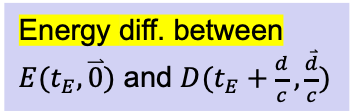 Energy diff. between
E(t_E, \vec{0}) and D(t_E + \frac{d}{c}, \frac{\vec{d}}{c})